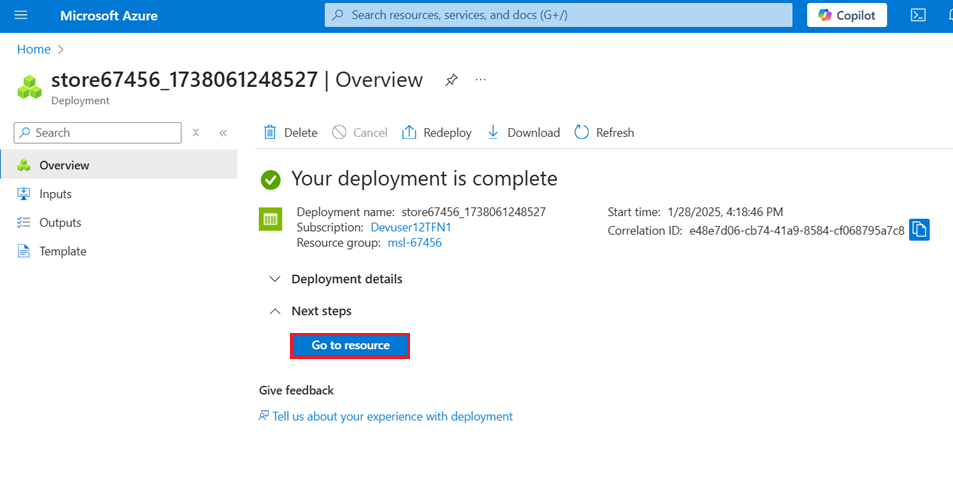 Microsoft Azure
Search resources, services, and docs (G+/)
Copilot
Home
store67456_1738061248527 | Overview
Deployment
Search
Delete
Cancel
Redeploy
Download
Refresh
Overview
Inputs
Outputs
Template
Your deployment is complete
Deployment name: store67456_1738061248527
Subscription: Devuser12TFN1
Resource group: msl-67456
Start time: 1/28/2025, 4:18:46 PM
Correlation ID: e48e7d06-cb74-41a9-8584-cf068795a7c8
Deployment details
Next steps
Go to resource
Give feedback
Tell us about your experience with deployment